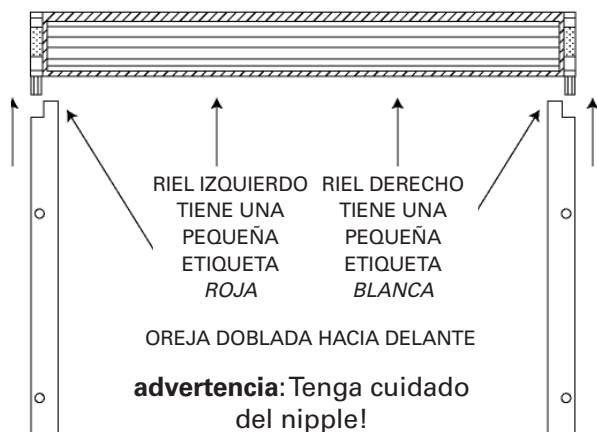 RIEL IZQUIERDO
TIENE UNA
PEQUEÑA
ETIQUETA
ROJA
RIEL DERECHO
TIENE UNA
PEQUEÑA
ETIQUETA
BLANCA
OREJA DOBLADA HACIA DELANTE
advertencia: Tenga cuidado
del nipple!